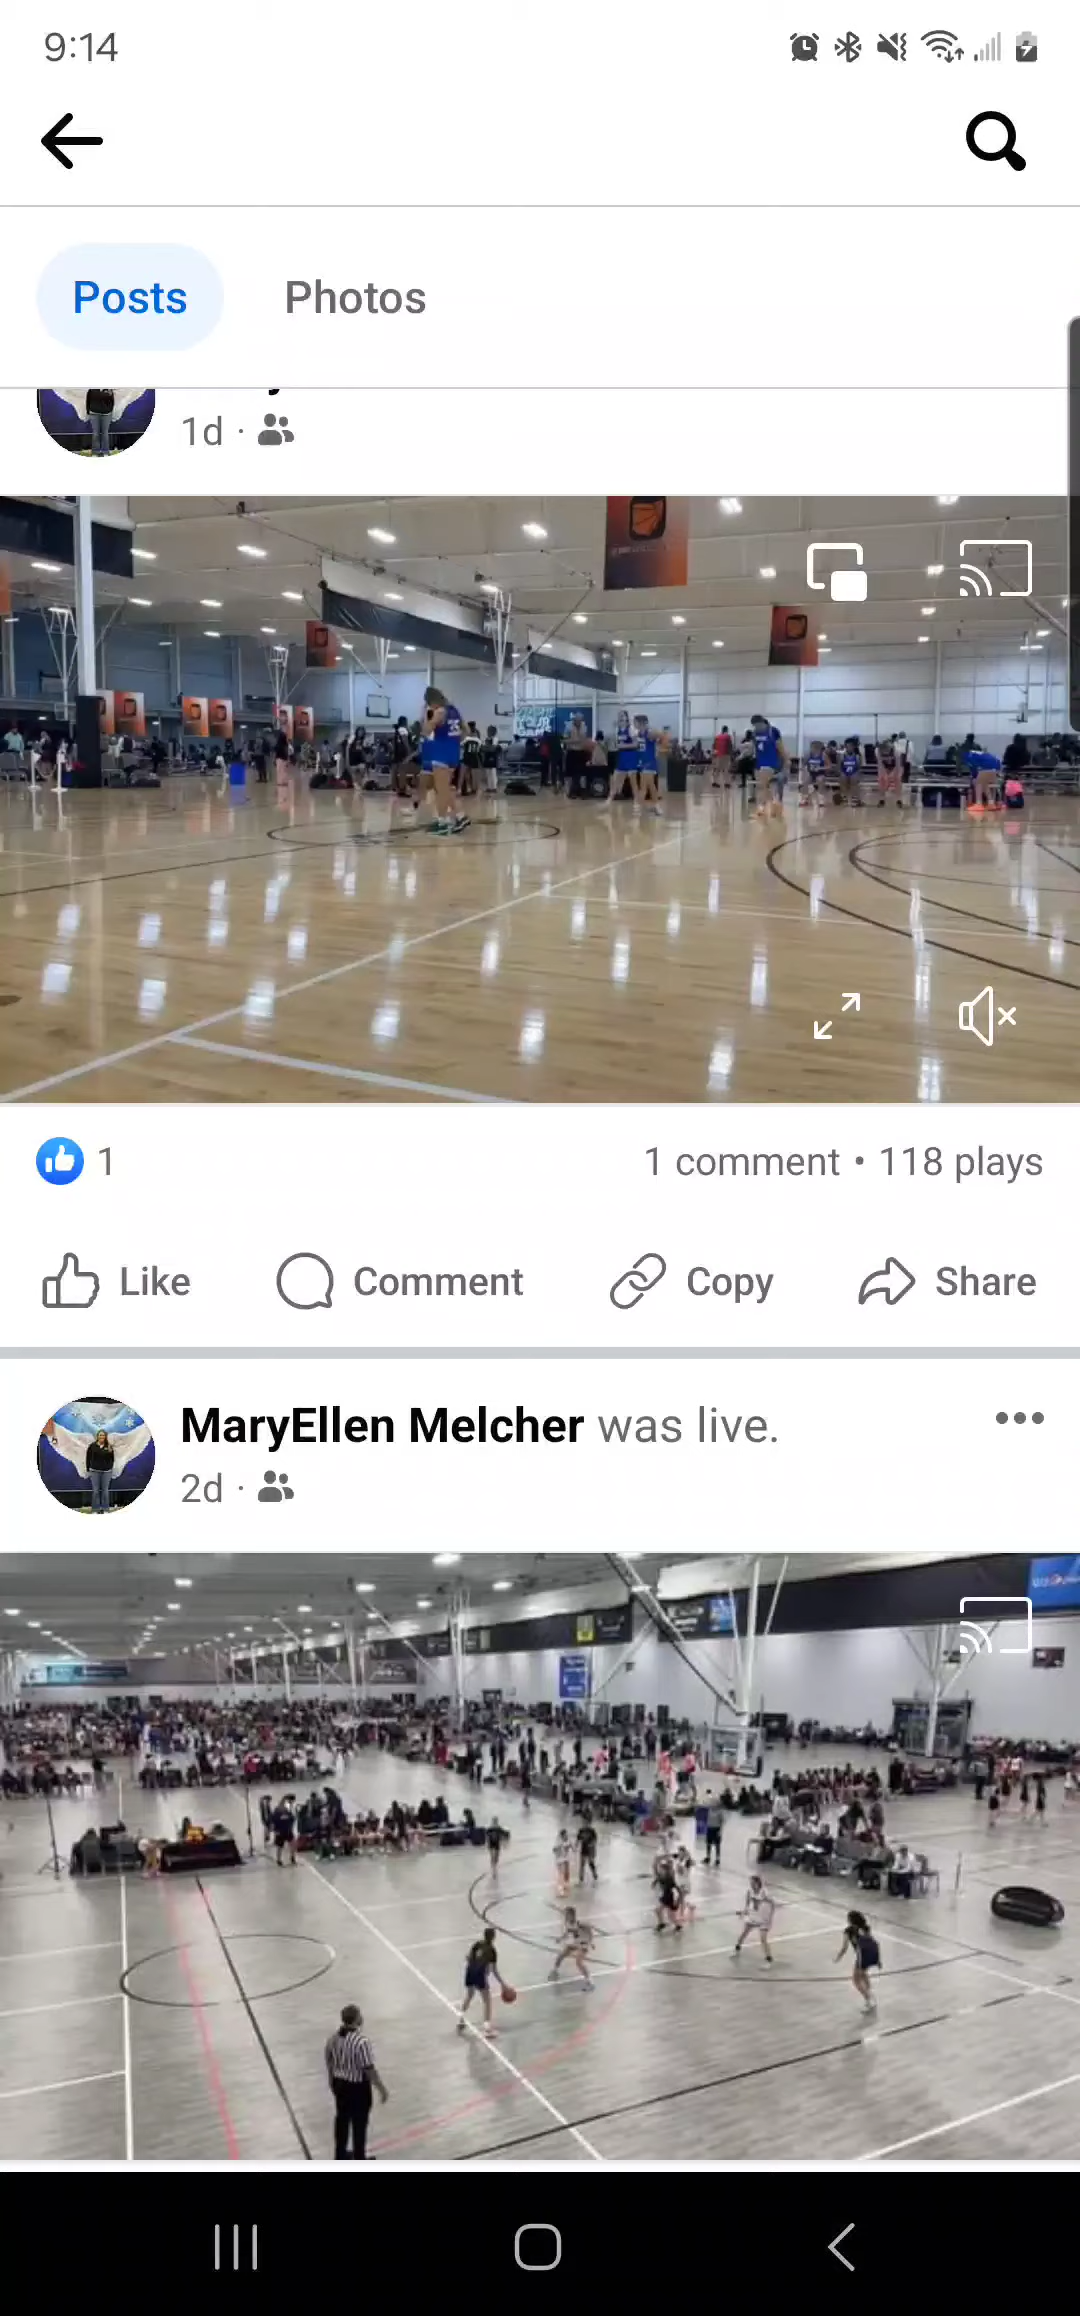 9:14
Posts
Photos
1d ·
1
1 comment • 118 plays
Like
Comment
Copy
Share
MaryEllen Melcher was live.
2d ·